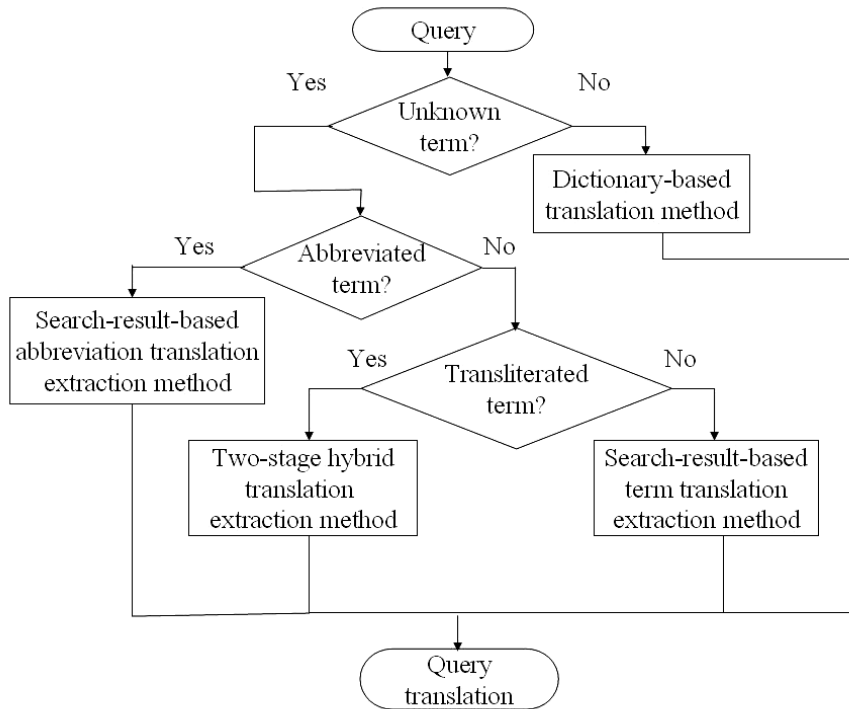 Query
Yes
No
Unknown
term?
Dictionary-based
translation method
Yes
No
Abbreviated
term?
Search-result-based
abbreviation translation
extraction method
Yes
No
Transliterated
term?
Two-stage hybrid
translation
extraction method
Search-result-based
term translation
extraction method
Query
translation